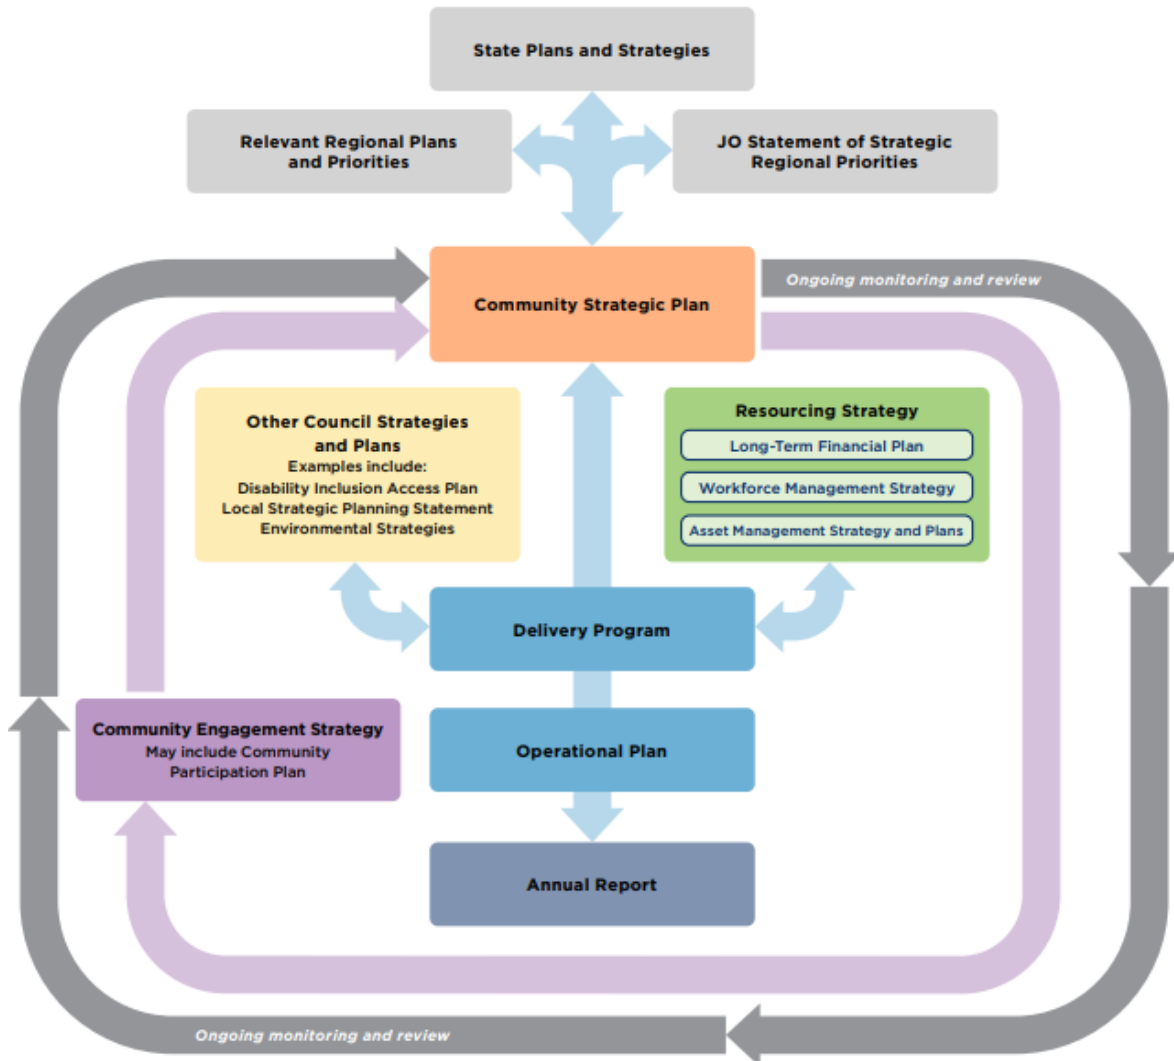 State Plans and Strategies
Relevant Regional Plans
and Priorities
JO Statement of Strategic
Regional Priorities
Community Strategic Plan
Ongoing monitoring and review
Other Council Strategies
and Plans
Examples include:
Disability Inclusion Access Plan
Local Strategic Planning Statement
Environmental Strategies
Resourcing Strategy
Long-Term Financial Plan
Workforce Management Strategy
Asset Management Strategy and Plans
Delivery Program
Community Engagement Strategy
May include Community
Participation Plan
Operational Plan
Annual Report
Ongoing monitoring and review